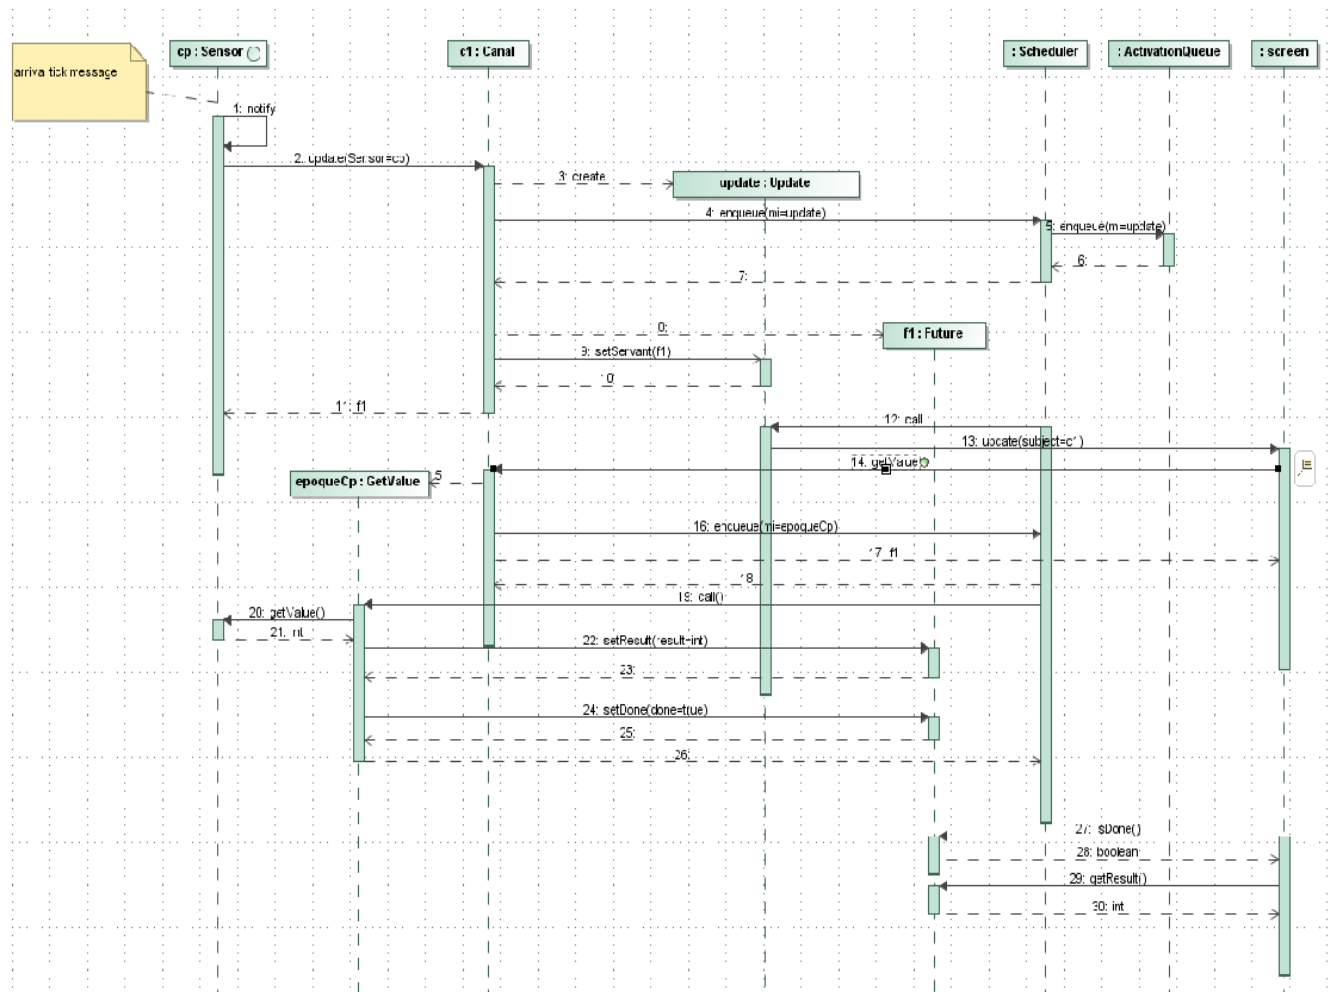 cp : Sensor
c1: Canal
: Scheduler
: ActivationQueue
: screen
arriva tick message
1: notify
2: update(Sensor=cp)
3: create
update : Update
4: enqueue(mi=update)
5: enqueue(mi=update)
6:
7:
f1 : Future
9: setServant(f1)
11: f1
12: call
13: update(subject=c1)
14: getValue()
epoqueCp : GetValue
16: enqueue(mi=epoqueCp)
17: f1
18
19: call()
20: getValue()
21: int
22: setResult(result=int)
23:
24: setDone(done=true)
25:
26:
27: isDone()
28: boolean
29: getResult()
30: int